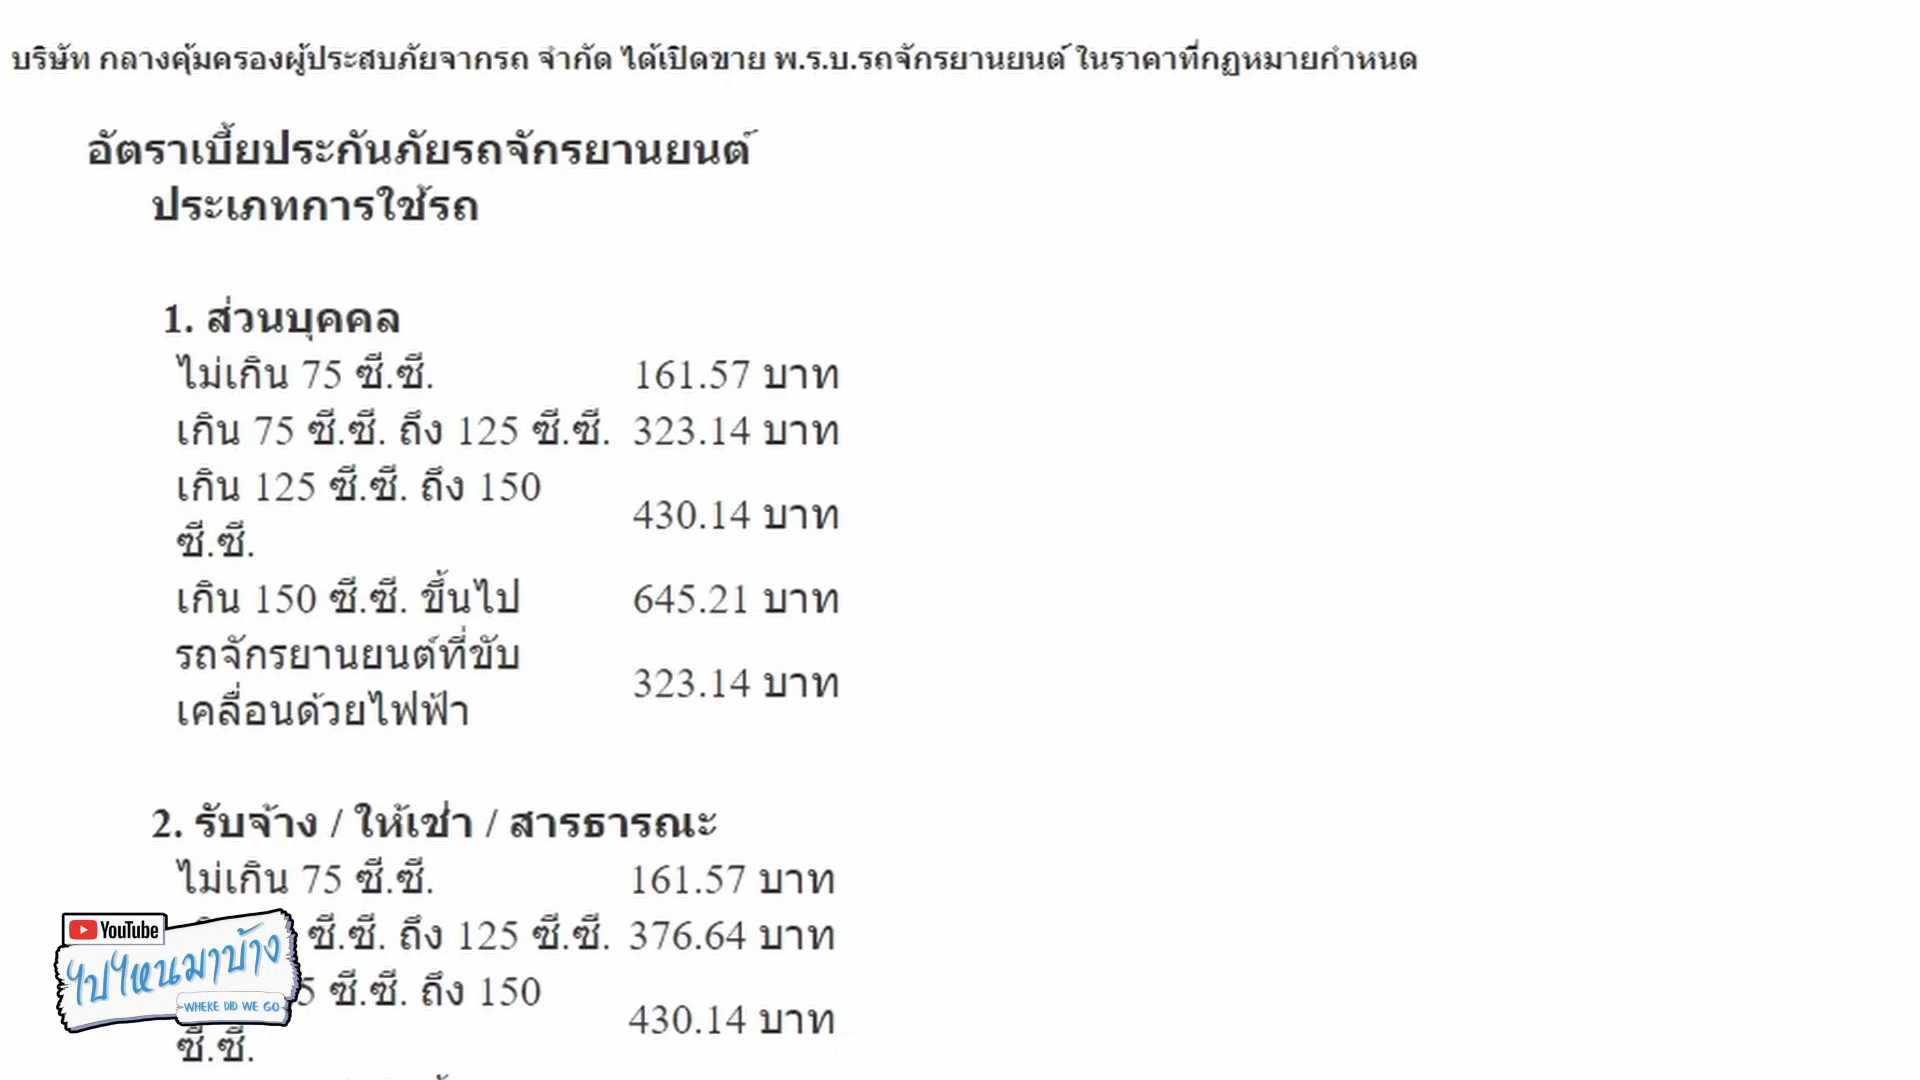 บริษัท กลางคุ้มครองผู้ประสบภัยจากรถ จำกัด ได้เปิดขาย พ.ร.บ.รถจักรยานยนต์ ในราคาที่กฏหมายกำหนด
อัตราเบี้ยประกันภัยรถจักรยานยนต์
ประเภทการใช้รถ
1. ส่วนบุคคล
ไม่เกิน 75 ซี.ซี. 161.57 บาท
เกิน 75 ซี.ซี. ถึง 125 ซี.ซี. 323.14 บาท
เกิน 125 ซี.ซี. ถึง 150
ซี.ซี.
430.14 บาท
เกิน 150 ซี.ซี. ขึ้นไป 645.21 บาท
รถจักรยานยนต์ที่ขับ
เคลื่อนด้วยไฟฟ้า
323.14 บาท
2. รับจ้าง / ให้เช่า / สารธารณะ
ไม่เกิน 75 ซี.ซี. 161.57 บาท
ซี.ซี. ถึง 125 ซี.ซี. 376.64 บาท
5 ซี.ซี. ถึง 150
ซี.ซี.
430.14 บาท
YouTube
ไปไหนมาบ้าง
WHERE DID WE GO